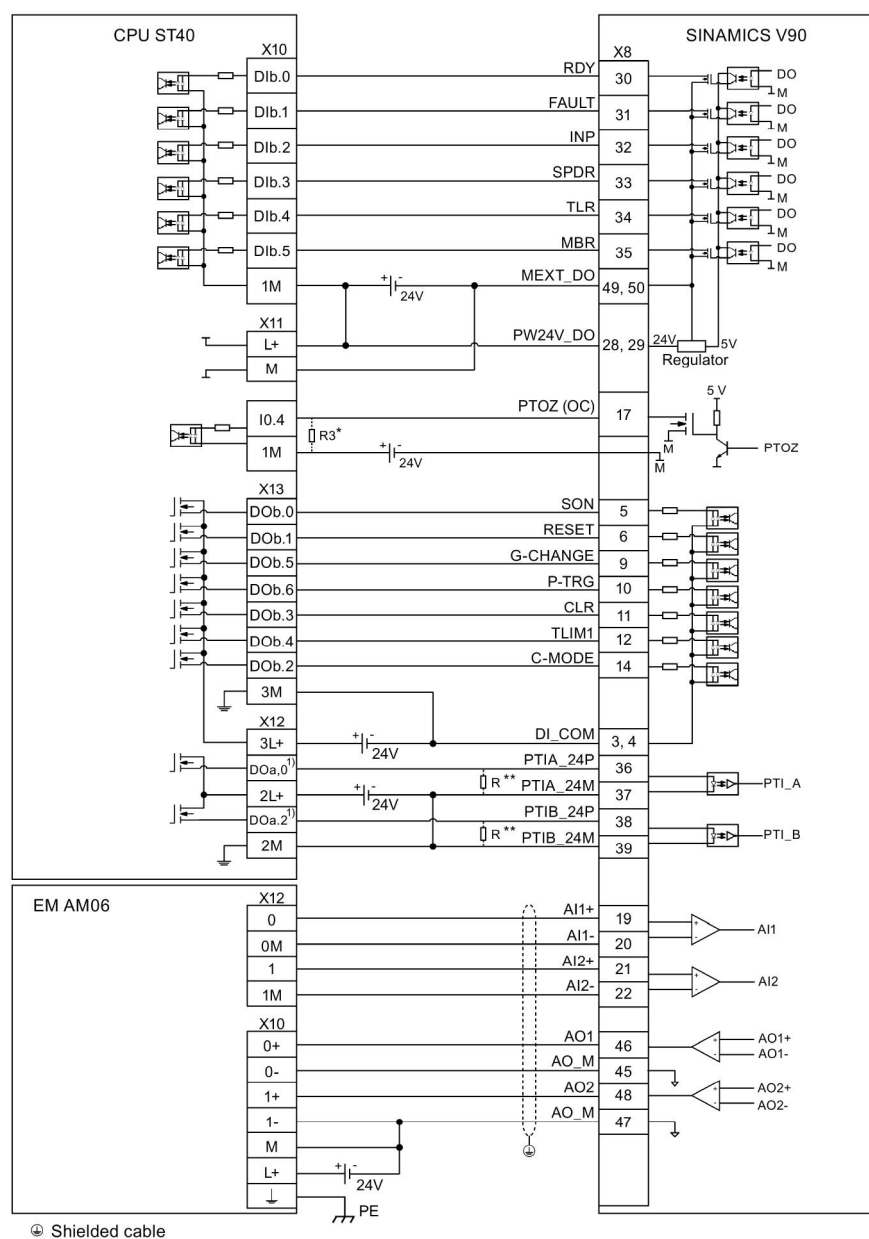 CPU ST40
SINAMICS V90
X10
X8
DIb.0
RDY
30
DO
M
DIb.1
FAULT
31
DO
M
DIb.2
INP
32
DO
M
DIb.3
SPDR
33
DO
M
DIb.4
TLR
34
DO
M
DIb.5
MBR
35
DO
M
1M
+ -
24V
MEXT_DO
49, 50
X11
L+
PW24V_DO
28, 29
24V
5V
Regulator
M
I0.4
PTOZ (OC)
17
5 V
R3*
M
PTOZ
1M
+ -
24V
M
X13
DOb.0
SON
5
DOb.1
RESET
6
DOb.5
G-CHANGE
9
DOb.6
P-TRG
10
DOb.3
CLR
11
DOb.4
TLIM1
12
DOb.2
C-MODE
14
3M
X12
3L+
+ -
24V
DI_COM
3, 4
DOa,0 1)
PTIA_24P
36
2L+
+ -
24V
R **
PTIA_24M
37
PTI_A
DOa.2 1)
PTIB_24P
38
2M
R **
PTIB_24M
39
PTI_B
EM AM06
X12
0
AI1+
19
+
-
AI1
0M
AI1-
20
1
AI2+
21
+
-
AI2
1M
AI2-
22
X10
0+
AO1
46
+
-
AO1+
AO1-
0-
AO_M
45
1+
AO2
48
+
-
AO2+
AO2-
1-
AO_M
47
M
L+
+ -
24V
PE
Shielded cable